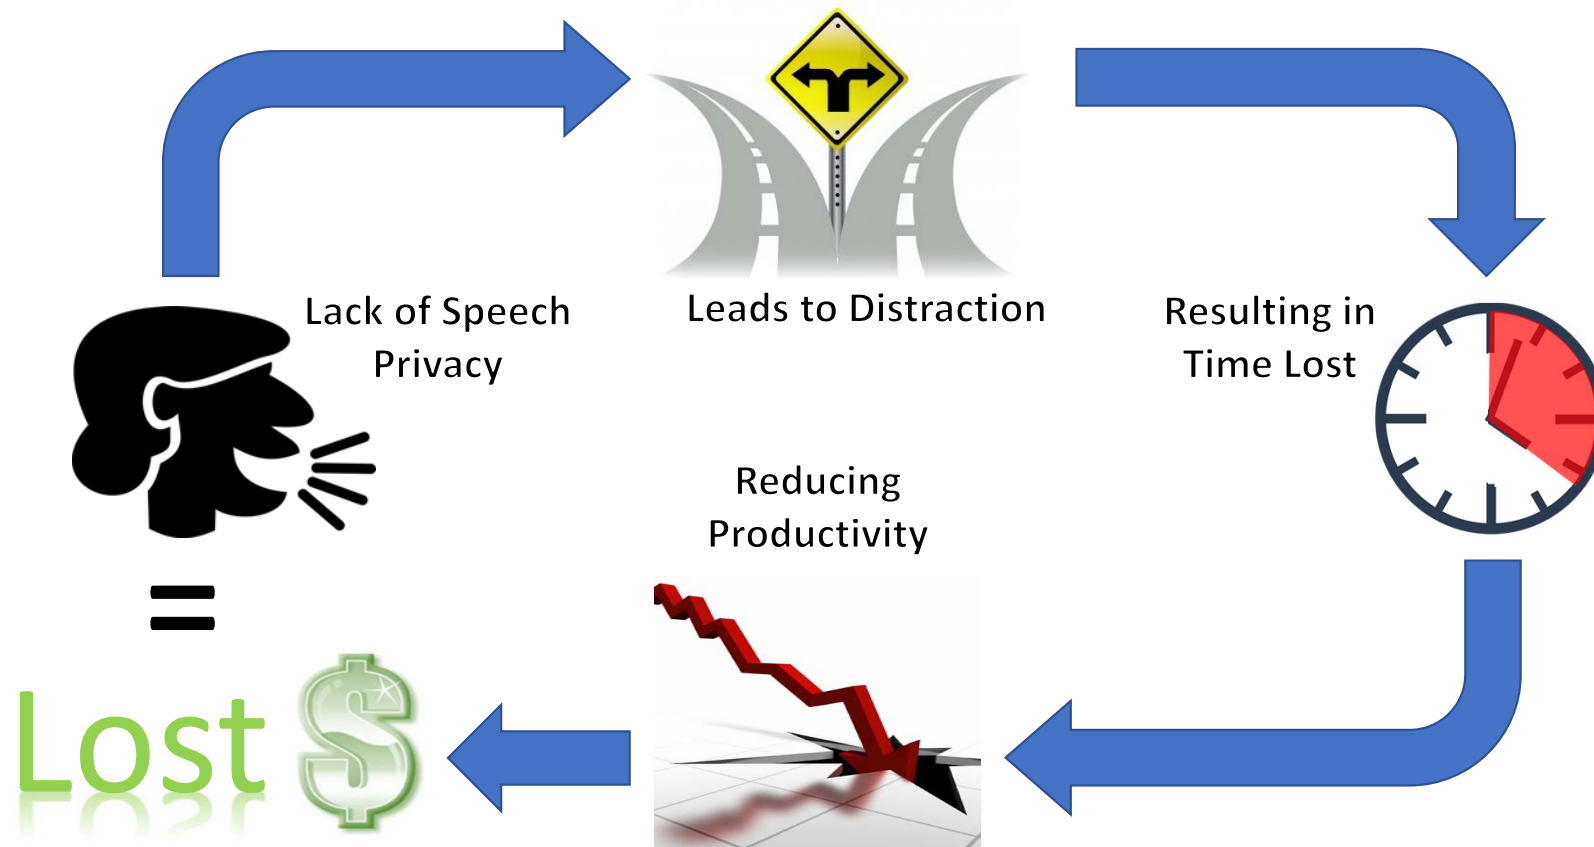 Lack of Speech
Privacy
Leads to Distraction
Resulting in
Time Lost
Reducing
Productivity
=
Lost $